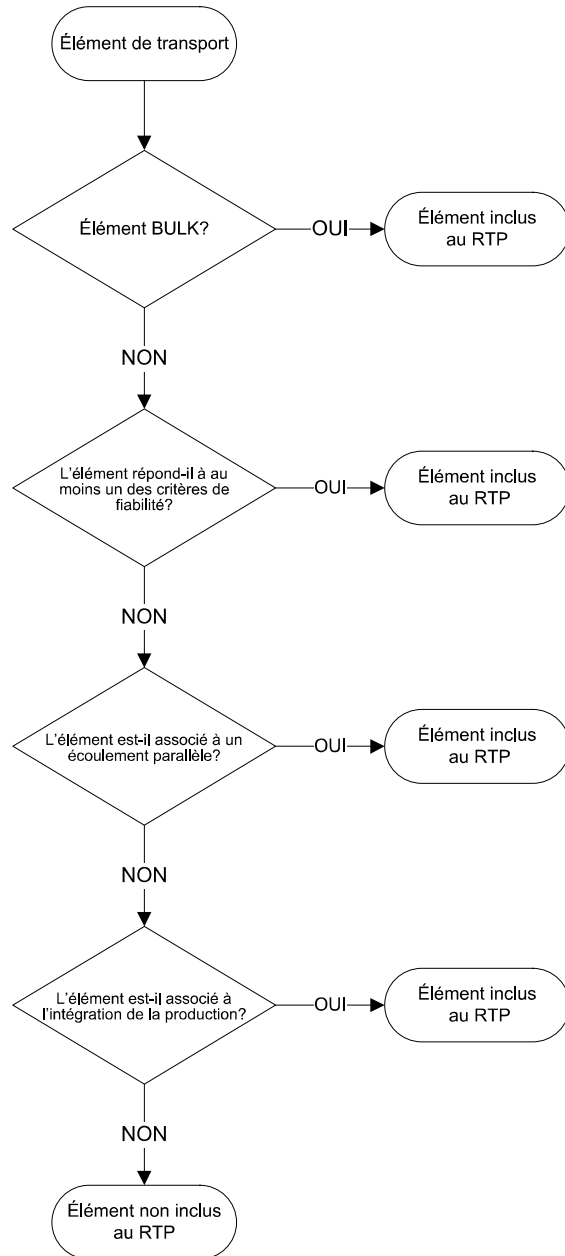 Élément de transport
Élément BULK?
OUI
Élément inclus
au RTP
NON
L'élément répond-il à au
moins un des critères de
fiabilité?
OUI
Élément inclus
au RTP
NON
L'élément est-il associé à un
écoulement parallèle?
OUI
Élément inclus
au RTP
NON
L'élément est-il associé à
l'intégration de la production?
OUI
Élément inclus
au RTP
NON
Élément non inclus
au RTP